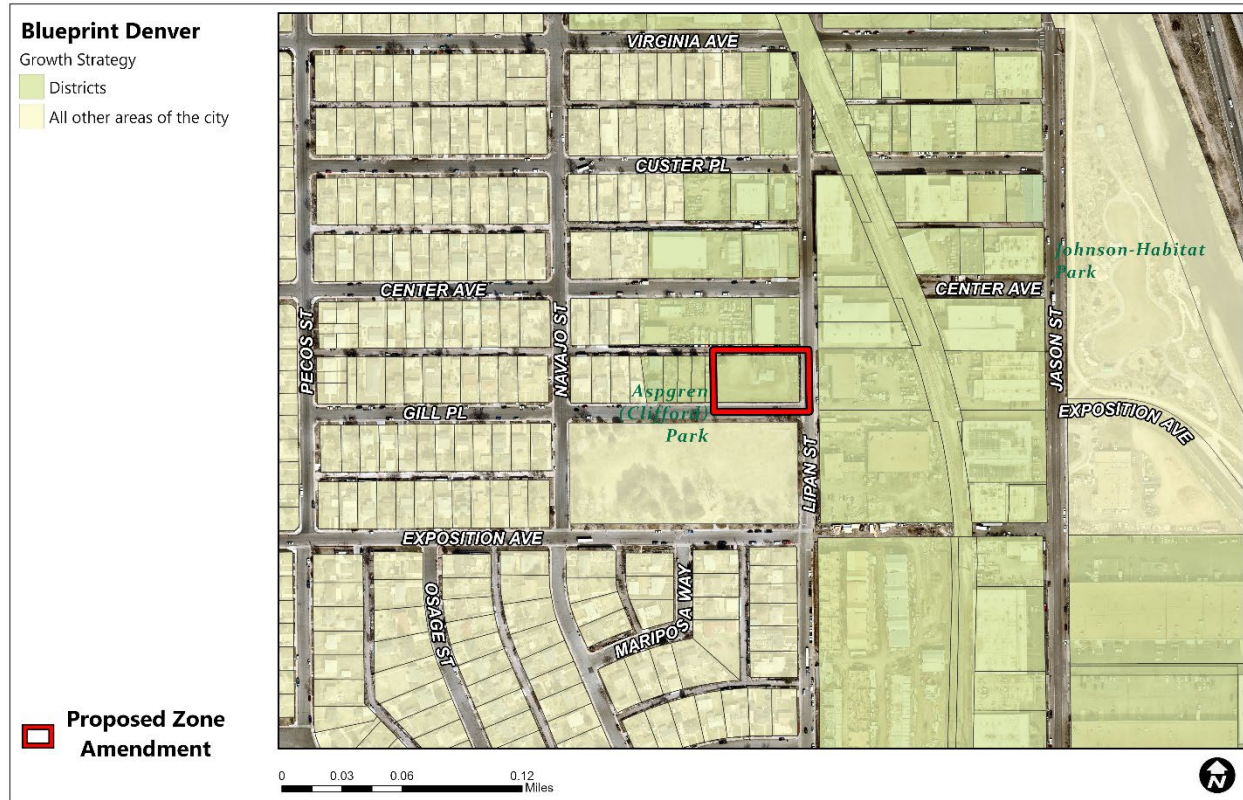 Blueprint Denver
Growth Strategy
Districts
All other areas of the city
VIRGINIA AVE
CUSTER PL
CENTER AVE
CENTER AVE
Johnson-Habitat
Park
PECOS ST
NAVAJO ST
JASON ST
Aspgren
(Clifford)
Park
GILL PL
EXPOSITION AVE
LIPAN ST
EXPOSITION AVE
OSAGE ST
MARIPOSA WAY
Proposed Zone
Amendment
0 0.03 0.06 0.12
Miles
N